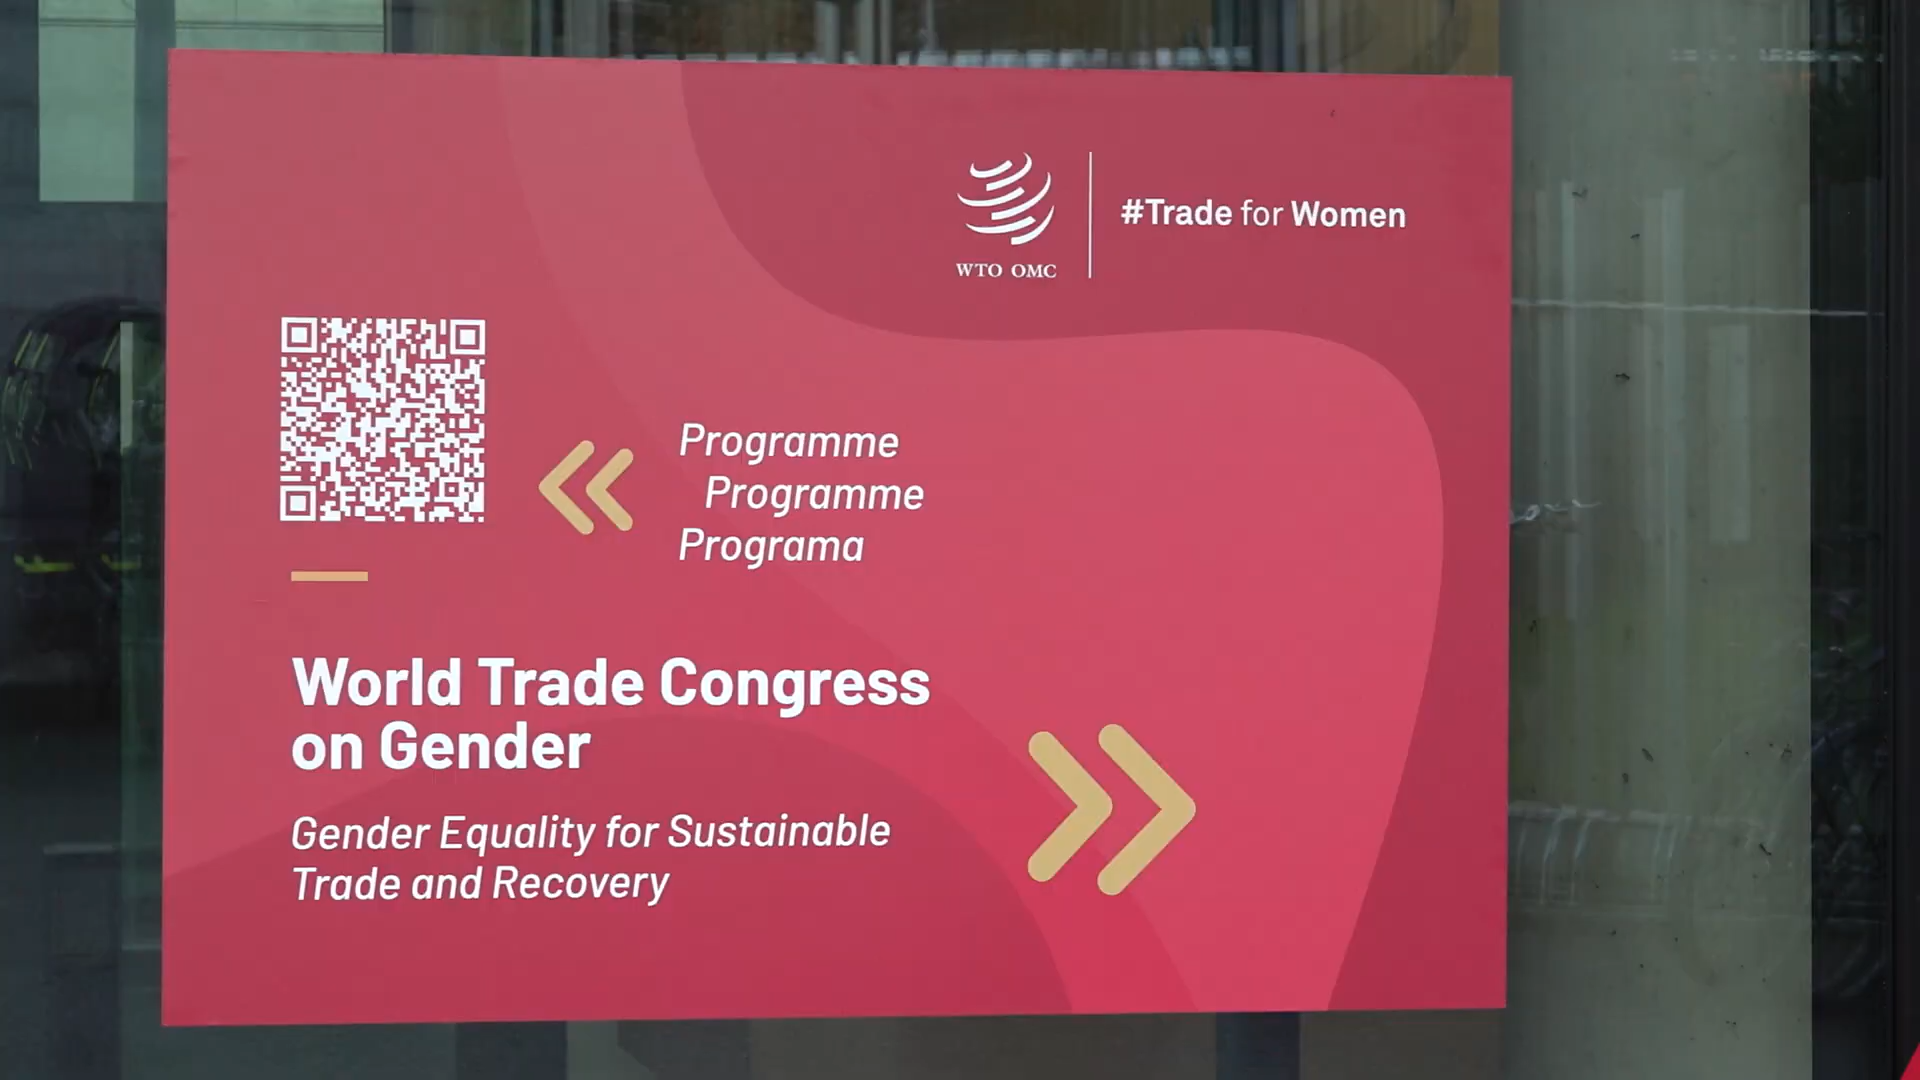 WTO OMC
#Trade for Women
Programme
Programme
Programa
World Trade Congress
on Gender
Gender Equality for Sustainable
Trade and Recovery